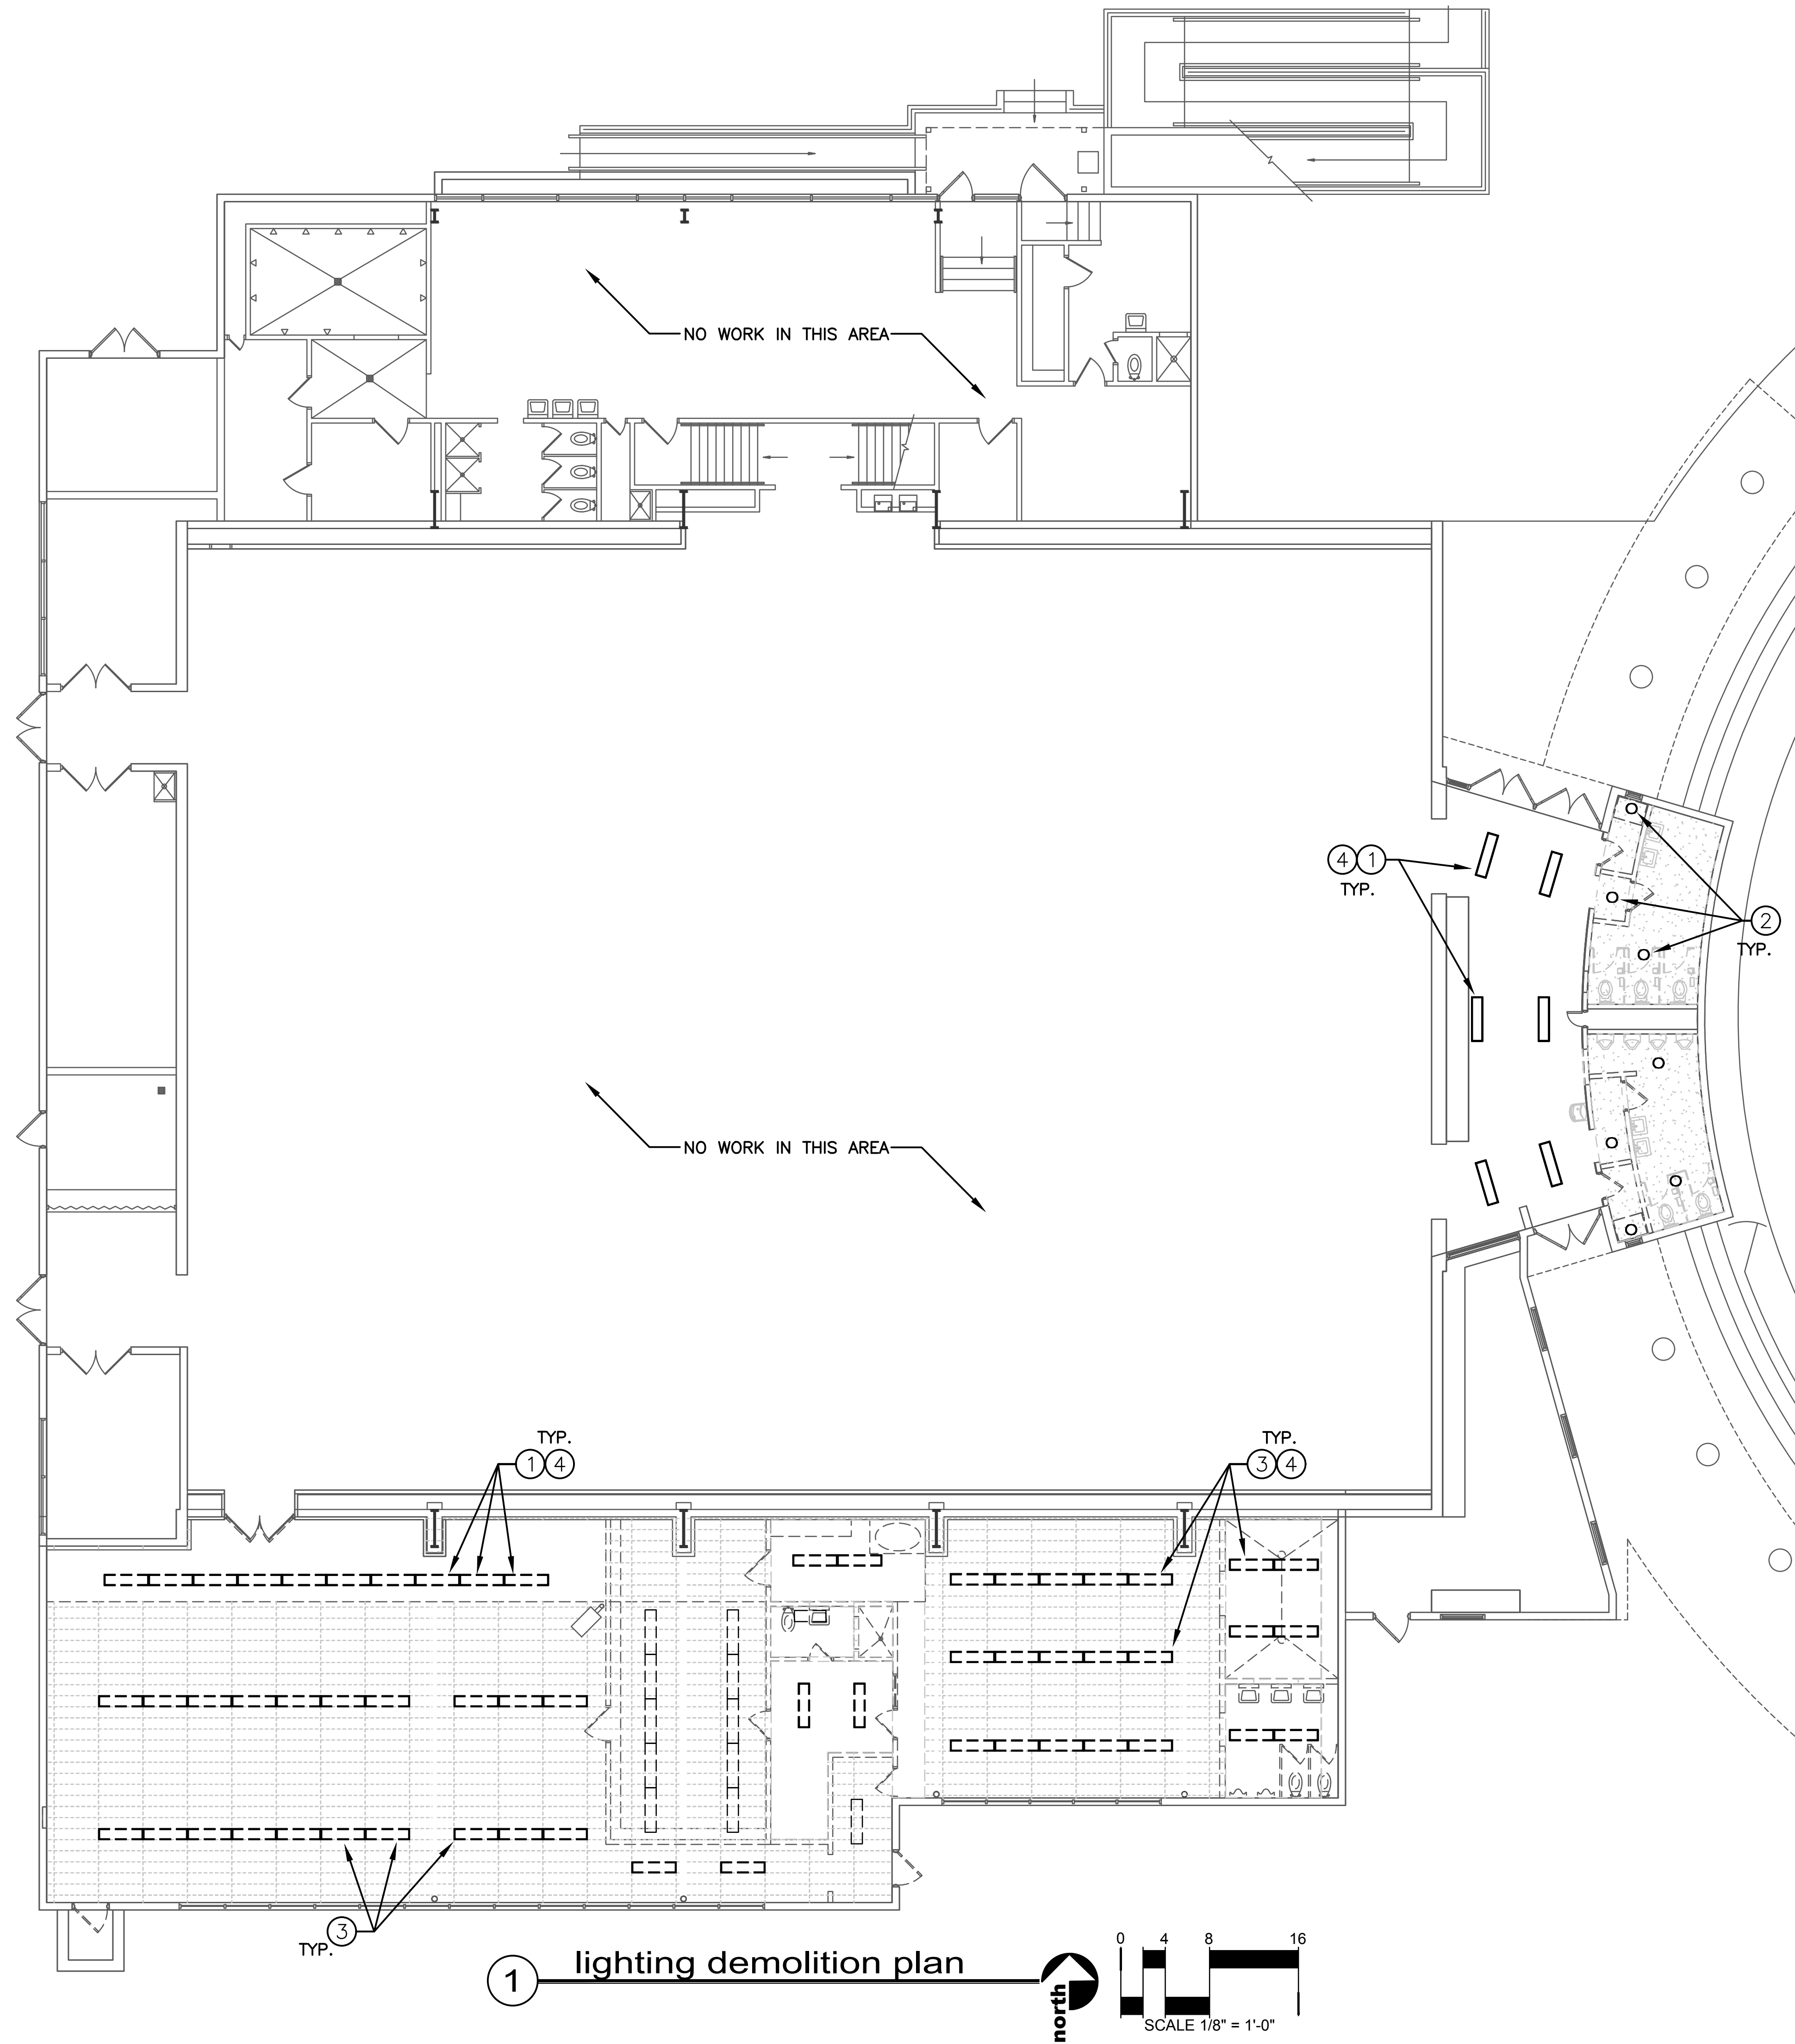 NO WORK IN THIS AREA
4 1
TYP.
2
TYP.
NO WORK IN THIS AREA
TYP.
1 4
TYP.
3 4
3
TYP.
1 lighting demolition plan
north
0 4 8 16
SCALE 1/8" = 1'-0"